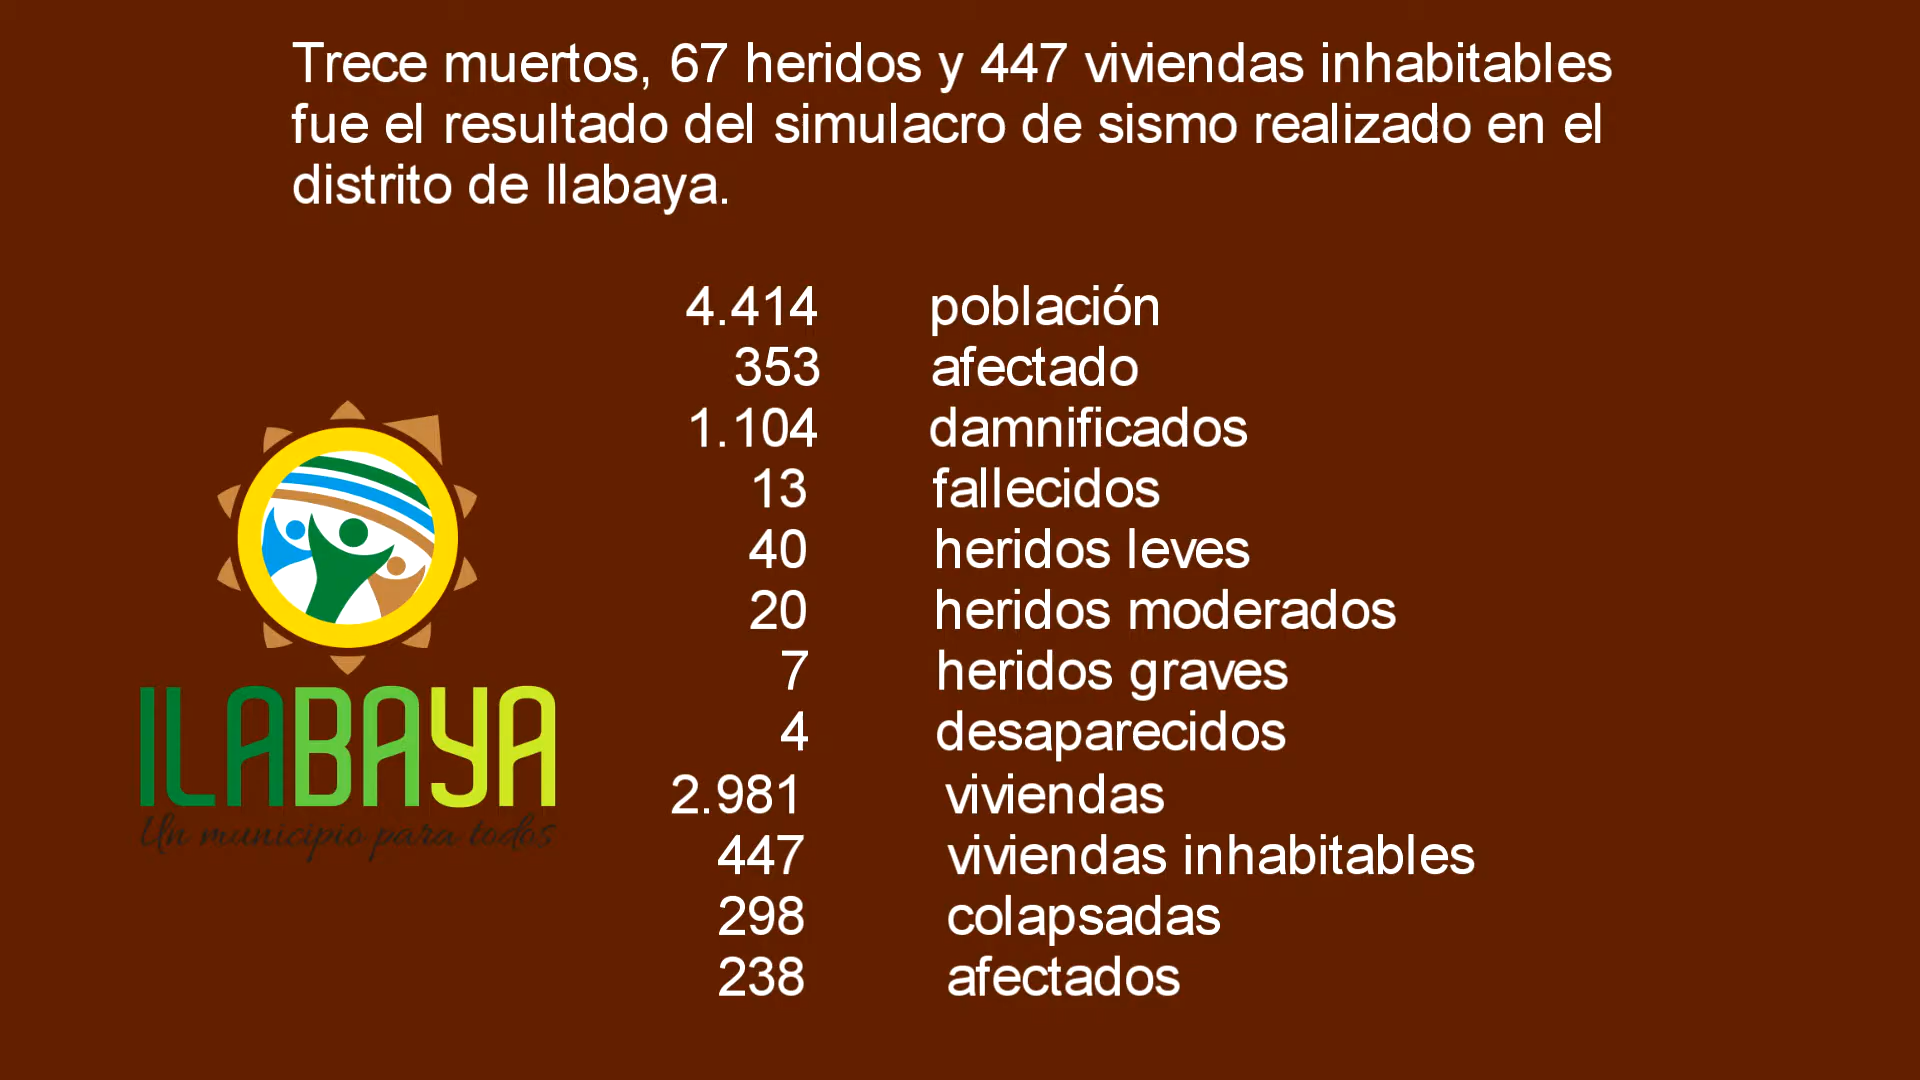 Trece muertos, 67 heridos y 447 viviendas inhabitables
fue el resultado del simulacro de sismo realizado en el
distrito de Ilabaya.
4.414 población
353 afectado
1.104 damnificados
13 fallecidos
40 heridos leves
20 heridos moderados
7 heridos graves
4 desaparecidos
2.981 viviendas
447 viviendas inhabitables
298 colapsadas
238 afectados
ILABAYA
Un municipio para todos